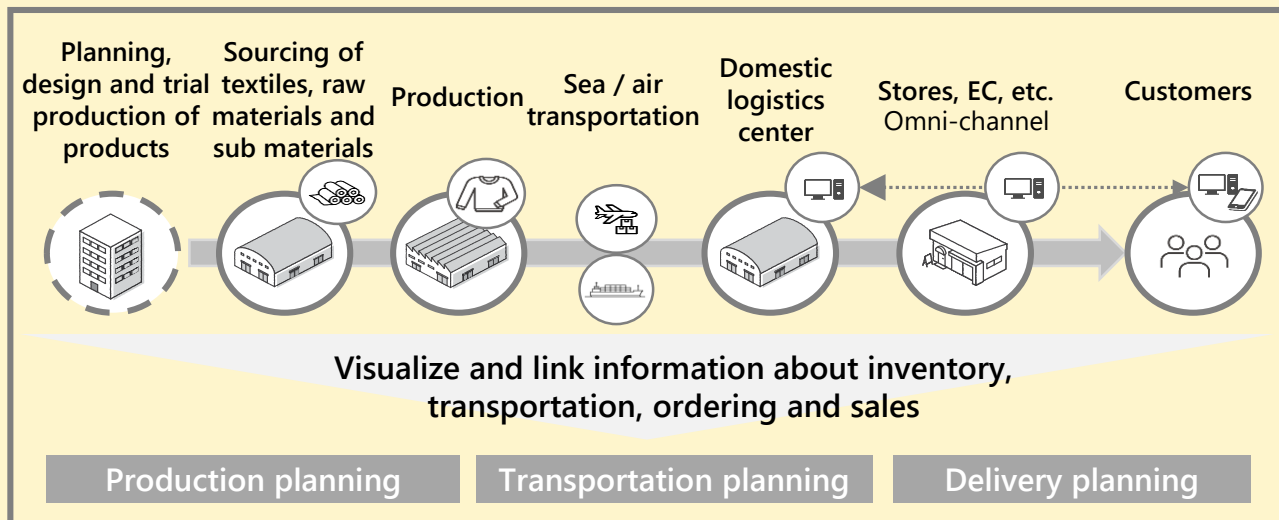 Planning,
design and trial
production of
products
Sourcing of
textiles, raw
materials and
sub materials
Production
Sea / air
transportation
Domestic
logistics
center
Stores, EC, etc.
Omni-channel
Customers
Visualize and link information about inventory,
transportation, ordering and sales
Production planning
Transportation planning
Delivery planning